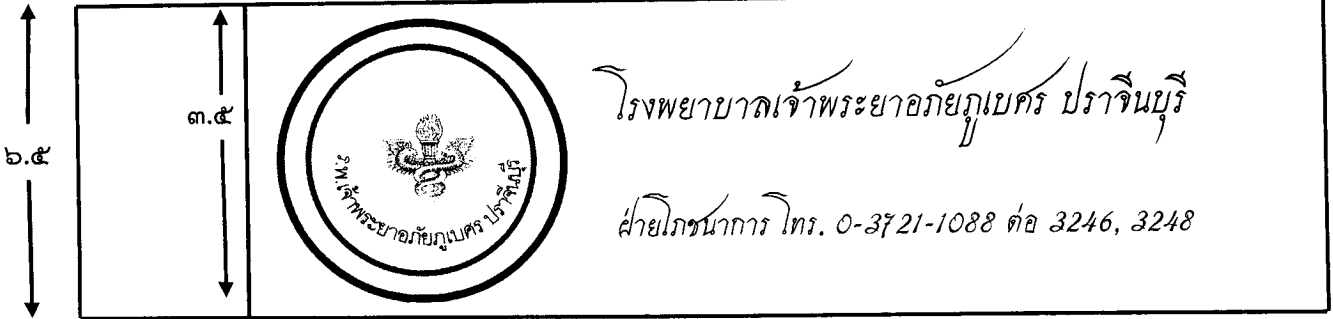 ๖.๕
๓.๕
ร.พ.เจ้าพระยาอภัยภูเบศร ปราจีนบุรี
โรงพยาบาลเจ้าพระยาอภัยภูเบศร ปราจีนบุรี
ฝ่ายโภชนาการ โทร. 0-3721-1088 ต่อ 3246, 3248